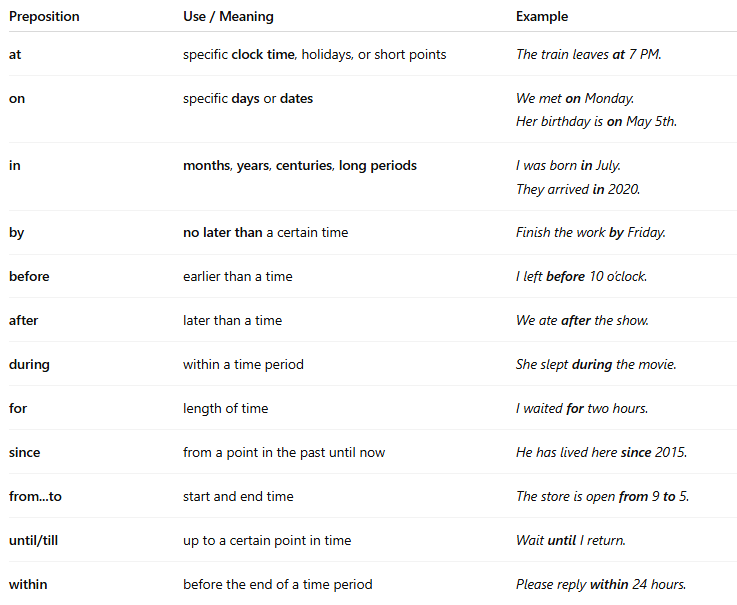 Preposition Use / Meaning Example
at specific clock time, holidays, or short points The train leaves at 7 PM.
on specific days or dates We met on Monday.
Her birthday is on May 5th.
in months, years, centuries, long periods I was born in July.
They arrived in 2020.
by no later than a certain time Finish the work by Friday.
before earlier than a time I left before 10 o'clock.
after later than a time We ate after the show.
during within a time period She slept during the movie.
for length of time I waited for two hours.
since from a point in the past until now He has lived here since 2015.
from...to start and end time The store is open from 9 to 5.
until/till up to a certain point in time Wait until I return.
within before the end of a time period Please reply within 24 hours.